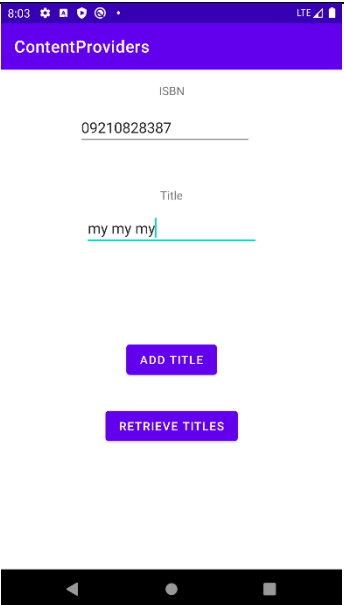 8:03
LTE
ContentProviders
ISBN
09210828387
Title
my my my
ADD TITLE
RETRIEVE TITLES